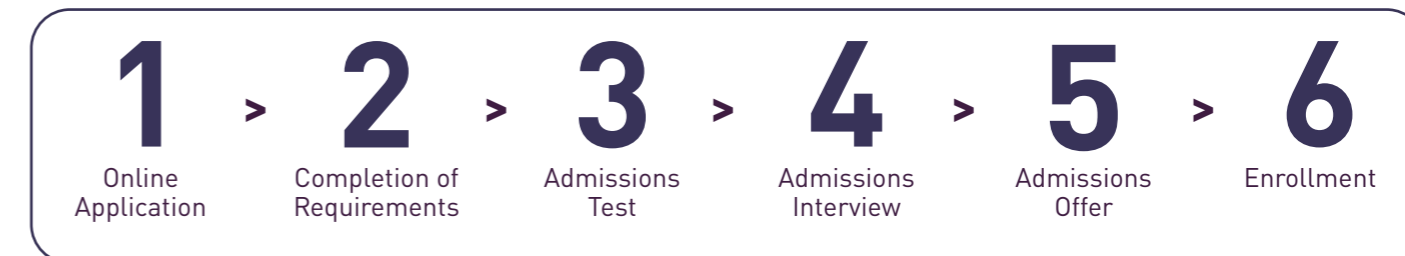 1 > 2 > 3 > 4 > 5 > 6
Online Application
Completion of Requirements
Admissions Test
Admissions Interview
Admissions Offer
Enrollment